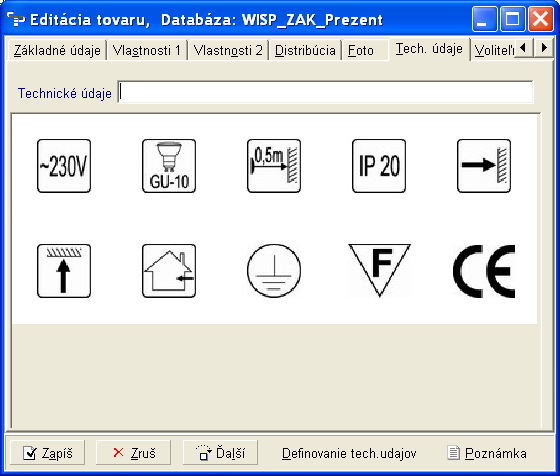 Editácia tovaru, Databáza: WISP_ZAK_Prezent
Základné údaje Vlastnosti 1 Vlastnosti 2 Distribúcia Foto Tech. údaje
Technické údaje
~230V GU-10 0,5m IP 20
F CE
Zapíš Zruš Ďalší Definovanie tech.udajov Poznámka